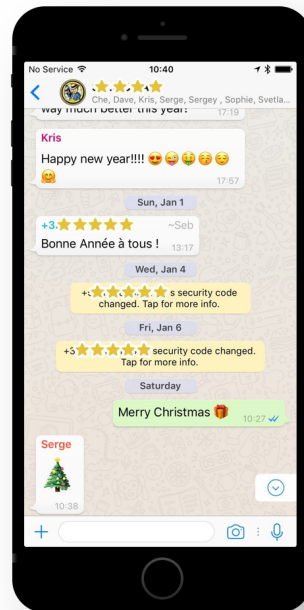 No Service 10:40
Che, Dave, Kris, Serge, Sergey , Sophie, Svetla...
way much better this year! 17:19
Kris
Happy new year!!!!
17:57
Sun, Jan 1
+3 ~Seb
Bonne Année à tous ! 13:17
Wed, Jan 4
s security code
changed. Tap for more info.
Fri, Jan 6
+3 security code changed.
Tap for more info.
Saturday
Merry Christmas 10:27
Serge
10:38